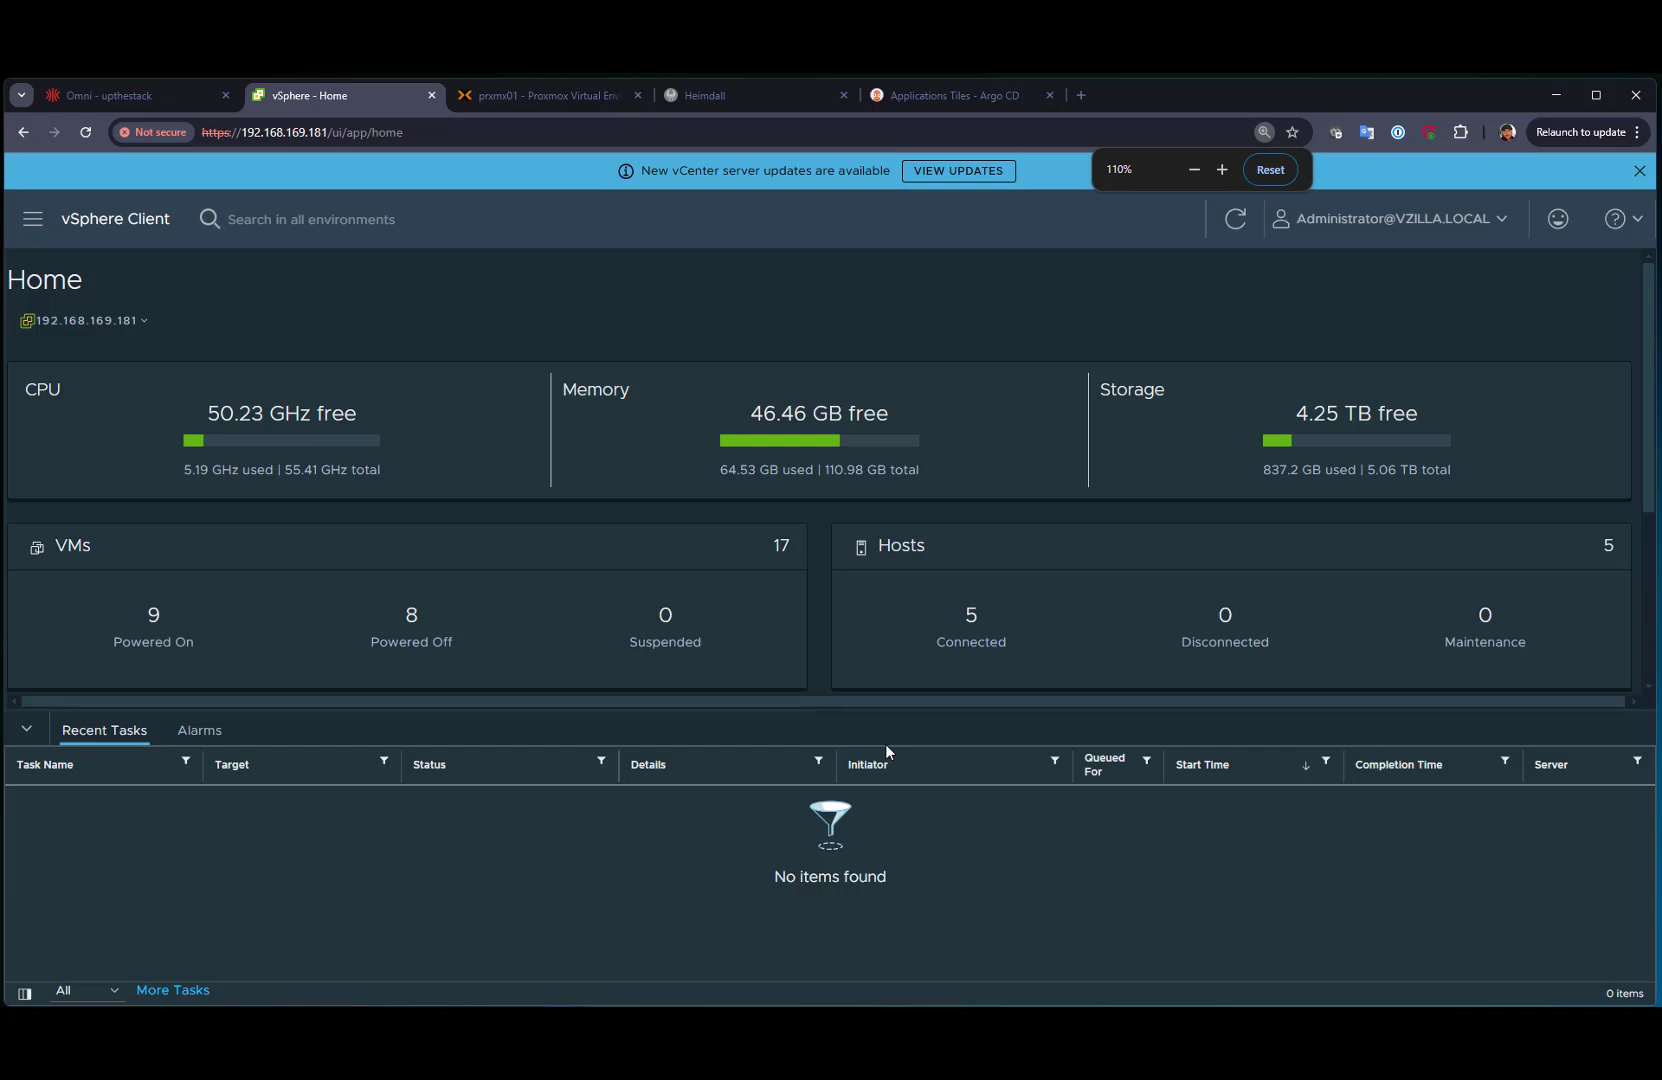 Omni - upthestack
vSphere - Home
prxmx01 - Proxmox Virtual Env
Heimdall
Applications Tiles - Argo CD
Not secure
https://192.168.169.181/ui/app/home
Relaunch to update
New vCenter server updates are available
VIEW UPDATES
110%
Reset
vSphere Client
Search in all environments
Administrator@VZILLA.LOCAL
Home
192.168.169.181
CPU
50.23 GHz free
5.19 GHz used | 55.41 GHz total
Memory
46.46 GB free
64.53 GB used | 110.98 GB total
Storage
4.25 TB free
837.2 GB used | 5.06 TB total
VMs
17
9
Powered On
8
Powered Off
0
Suspended
Hosts
5
5
Connected
0
Disconnected
0
Maintenance
Recent Tasks
Alarms
Task Name
Target
Status
Details
Initiator
Queued
For
Start Time
Completion Time
Server
No items found
All
More Tasks
0 items